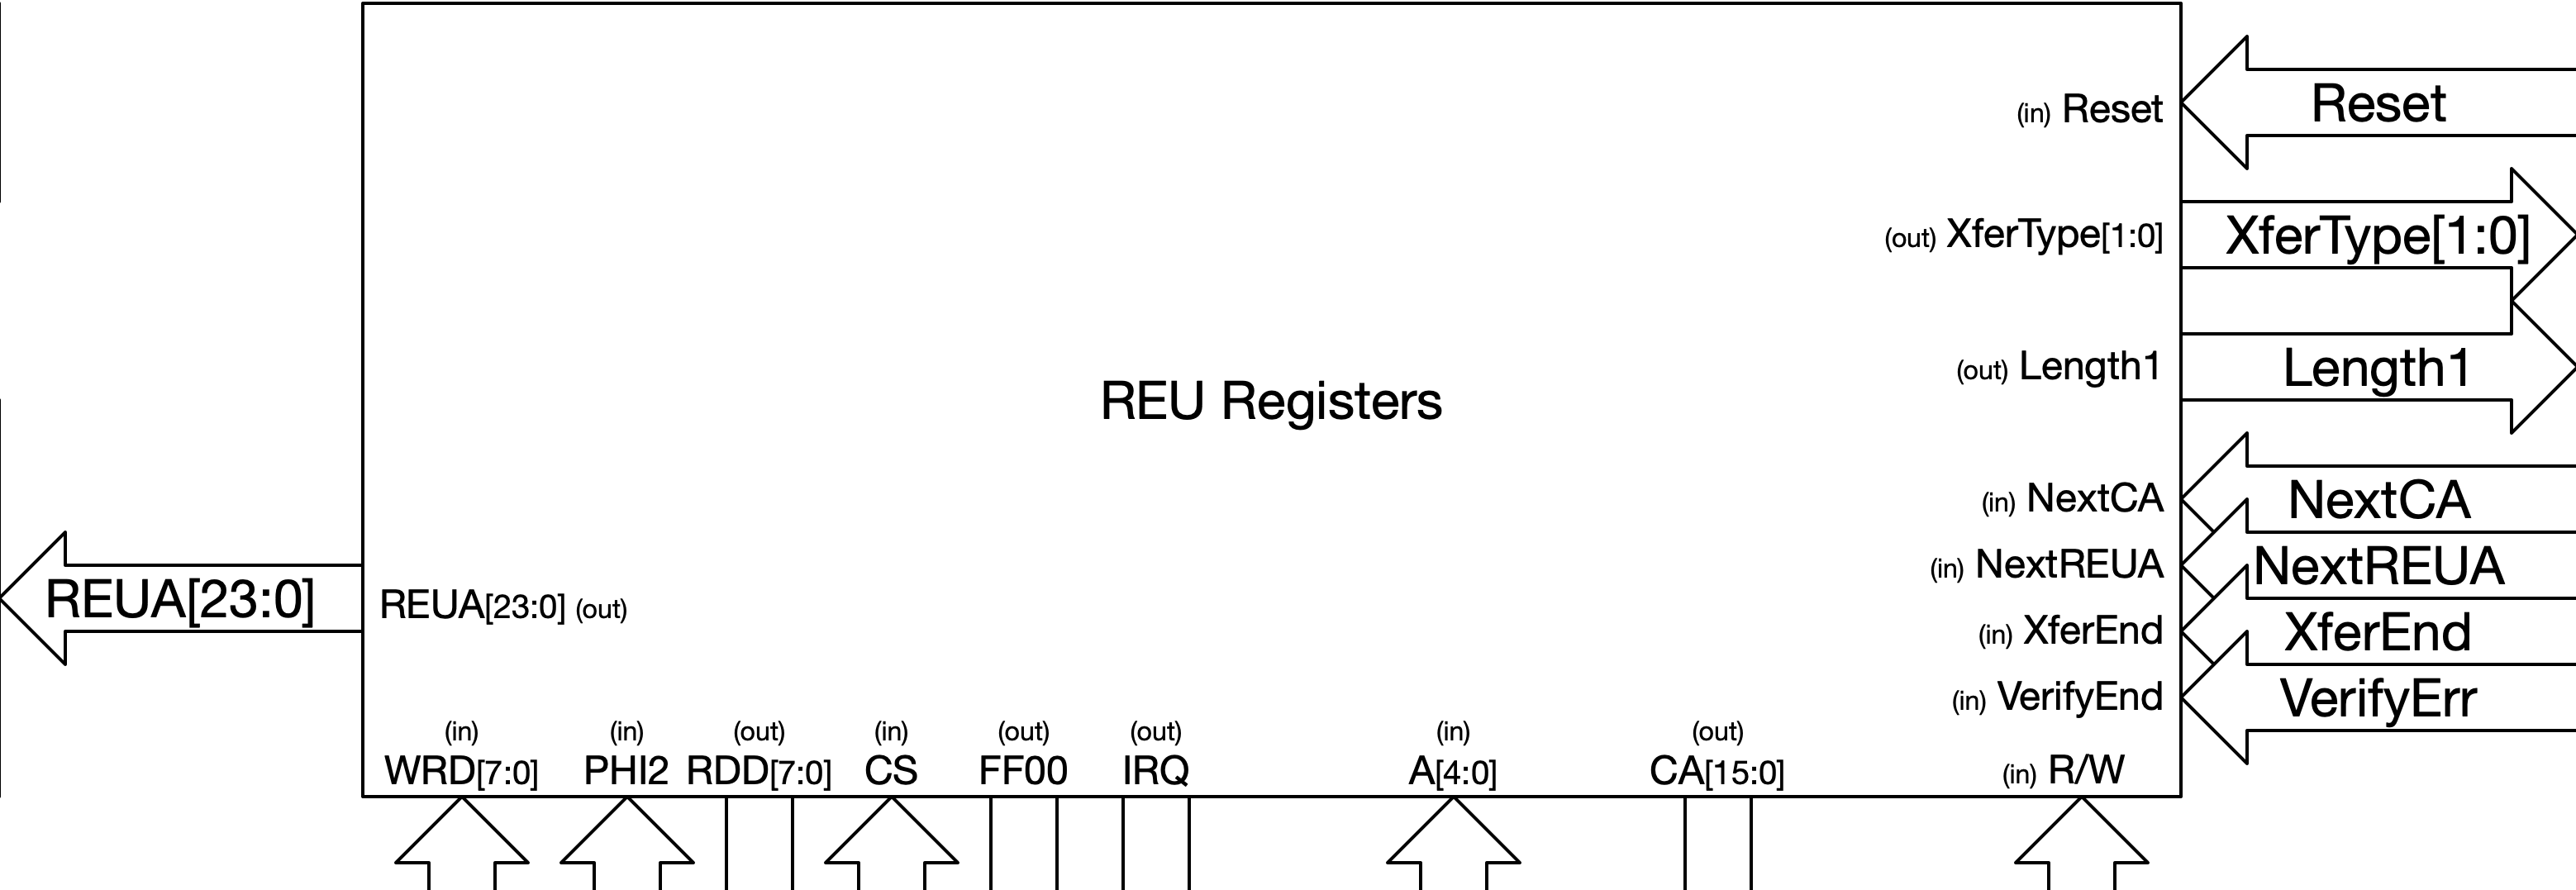 (in) Reset
Reset
(out) XferType[1:0]
XferType[1:0]
(out) Length1
Length1
REU Registers
(in) NextCA
NextCA
(in) NextREUA
NextREUA
REUA[23:0]
REUA[23:0] (out)
(in) XferEnd
XferEnd
(in) VerifyEnd
VerifyErr
(in) (in) (out) (in) (out) (out) (in) (out)
WRD[7:0] PHI2 RDD[7:0] CS FF00 IRQ A[4:0] CA[15:0] (in) R/W